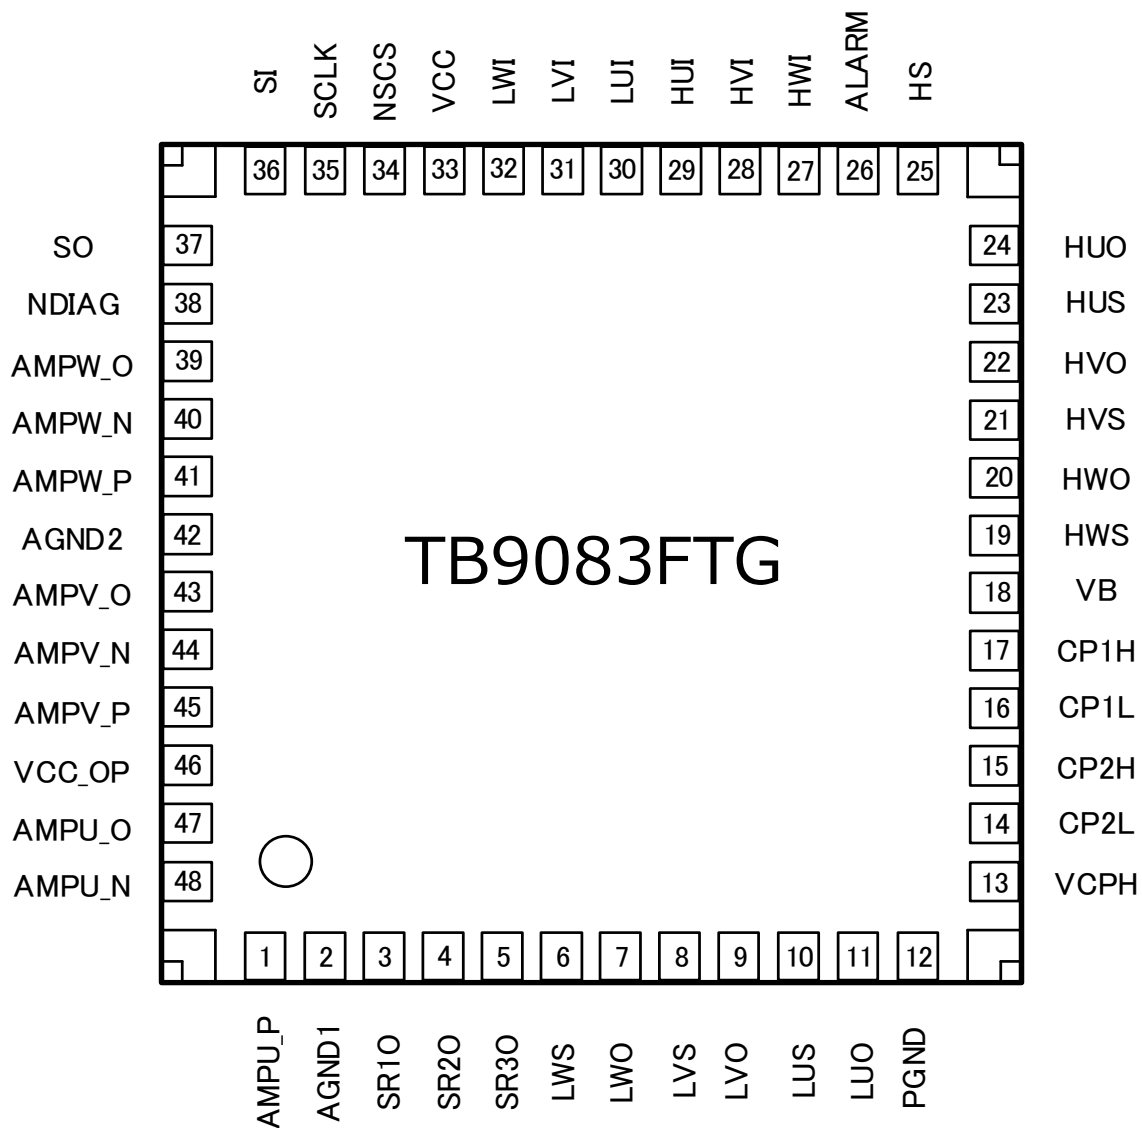 SI SCLK NSCS VCC LWI LVI LUI HUI HVI HWI ALARM HS
36 35 34 33 32 31 30 29 28 27 26 25
SO 37 24 HUO
NDIAG 38 23 HUS
AMPW_O 39 22 HVO
AMPW_N 40 21 HVS
AMPW_P 41 20 HWO
AGND2 42 19 HWS
TB9083FTG
AMPV_O 43 18 VB
AMPV_N 44 17 CP1H
AMPV_P 45 16 CP1L
VCC_OP 46 15 CP2H
AMPU_O 47 14 CP2L
AMPU_N 48 13 VCPH
1 2 3 4 5 6 7 8 9 10 11 12
AMPU_P AGND1 SR1O SR2O SR3O LWS LWO LVS LVO LUS LUO PGND